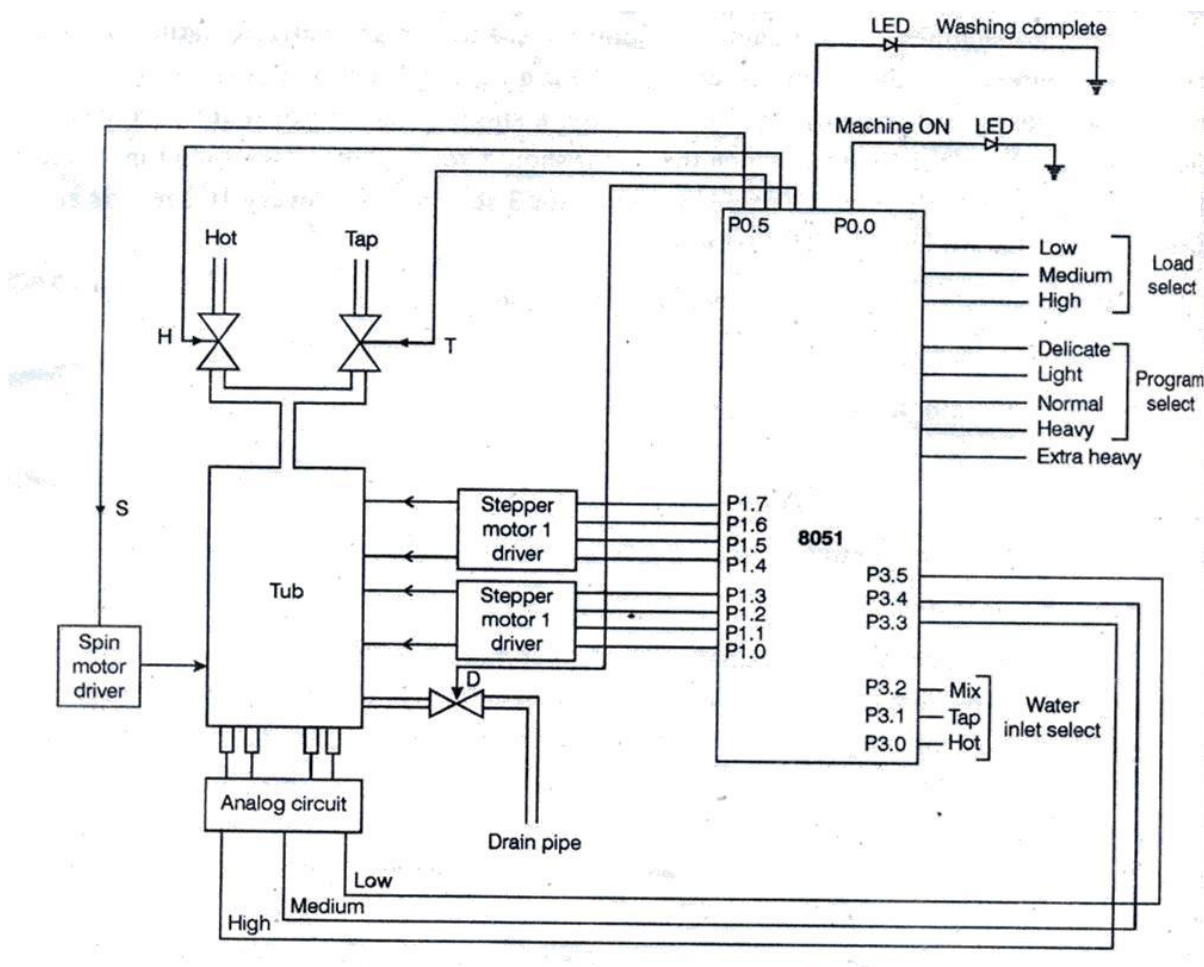 LED Washing complete
Machine ON LED
P0.5 P0.0
Hot
Tap
H
T
Low
Medium
High
Load
select
Delicate
Light
Normal
Heavy
Extra heavy
Program
select
S
Stepper
motor 1
driver
P1.7
P1.6
P1.5
P1.4
8051
Tub
Stepper
motor 1
driver
P1.3
P1.2
P1.1
P1.0
P3.5
P3.4
P3.3
Spin
motor
driver
D
P3.2 Mix
P3.1 Tap
P3.0 Hot
Water
inlet select
Analog circuit
Drain pipe
Low
Medium
High